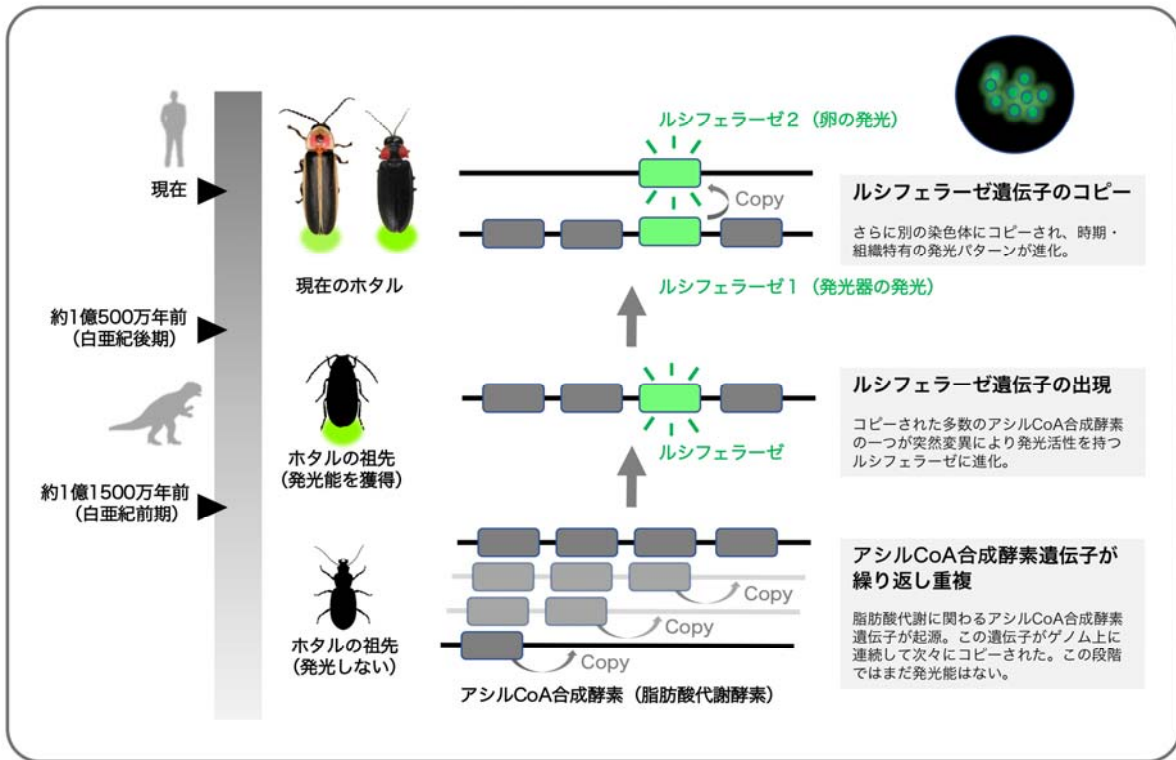 ルシフェラーゼ2（卵の発光）
現在
Copy
ルシフェラーゼ遺伝子のコピー
さらに別の染色体にコピーされ、時期・
組織特有の発光パターンが進化。
現在のホタル
ルシフェラーゼ1（発光器の発光）
約1億500万年前
（白亜紀後期）
ルシフェラーゼ遺伝子の出現
コピーされた多数のアシルCoA合成酵素
の一つが突然変異により発光活性を持つ
ルシフェラーゼに進化。
ホタルの祖先
（発光能を獲得）
ルシフェラーゼ
約1億1500万年前
（白亜紀前期）
アシルCoA合成酵素遺伝子が
繰り返し重複
Copy
Copy
Copy
脂肪酸代謝に関わるアシルCoA合成酵素
遺伝子が起源。この遺伝子がゲノム上に
連続して次々にコピーされた。この段階
ではまだ発光能はない。
ホタルの祖先
（発光しない）
アシルCoA合成酵素（脂肪酸代謝酵素）